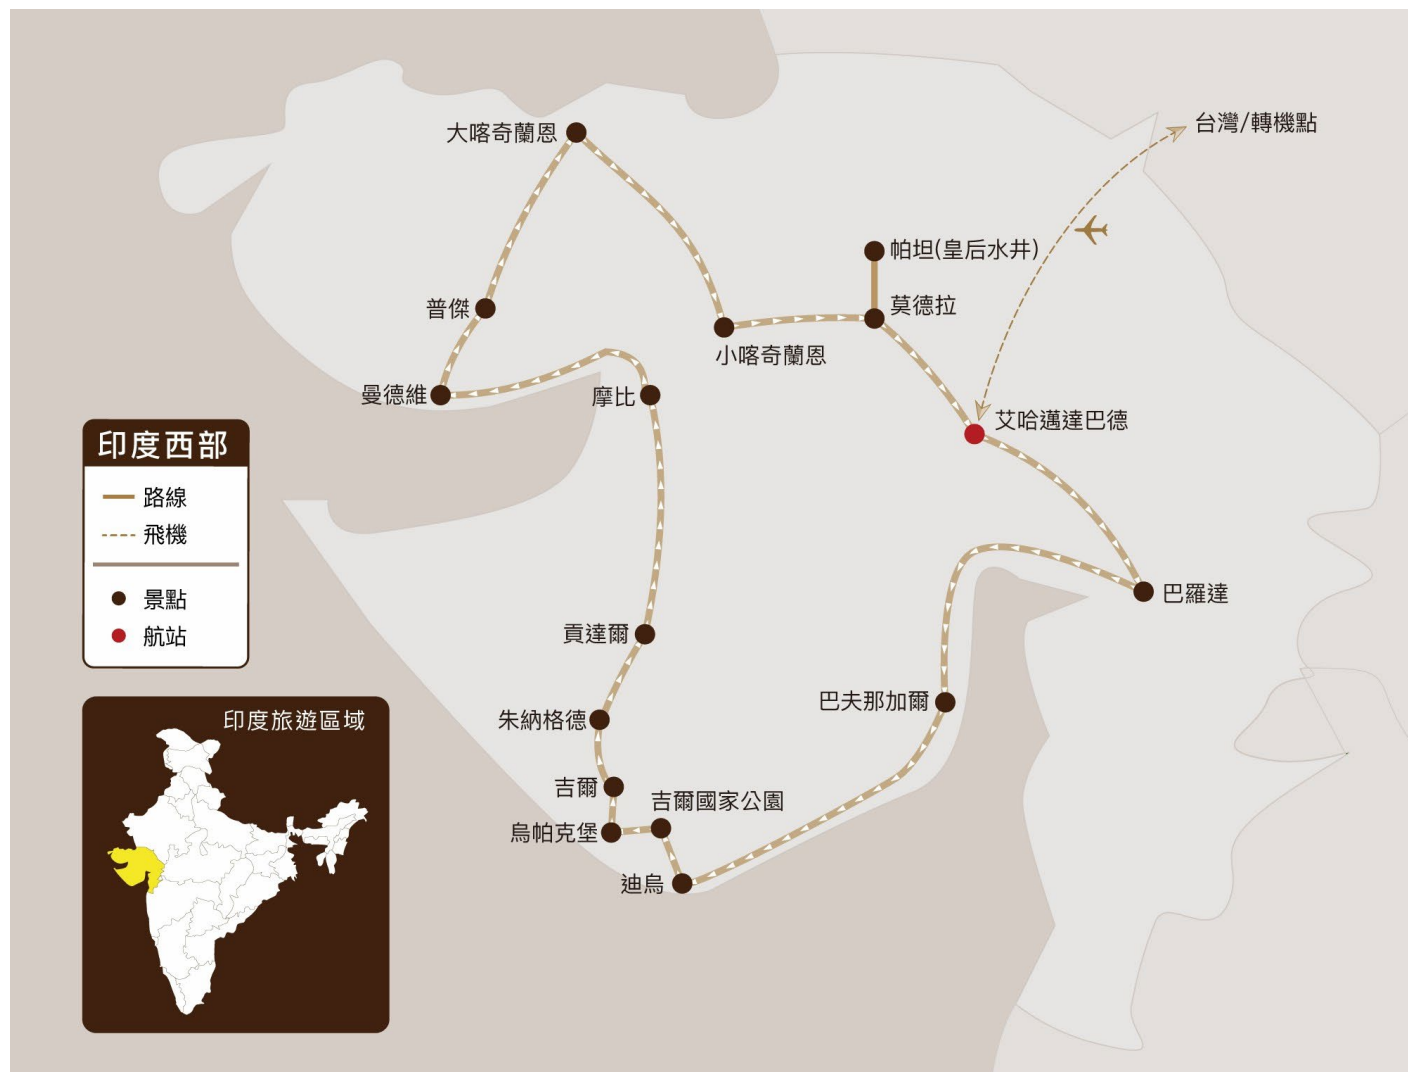 大喀奇蘭恩
台灣/轉機點
帕坦(皇后水井)
普傑
莫德拉
小喀奇蘭恩
曼德維
摩比
艾哈邁達巴德
印度西部
路線
飛機
景點
航站
巴羅達
貢達爾
巴夫那加爾
朱納格德
吉爾
吉爾國家公園
烏帕克堡
迪烏
印度旅遊區域